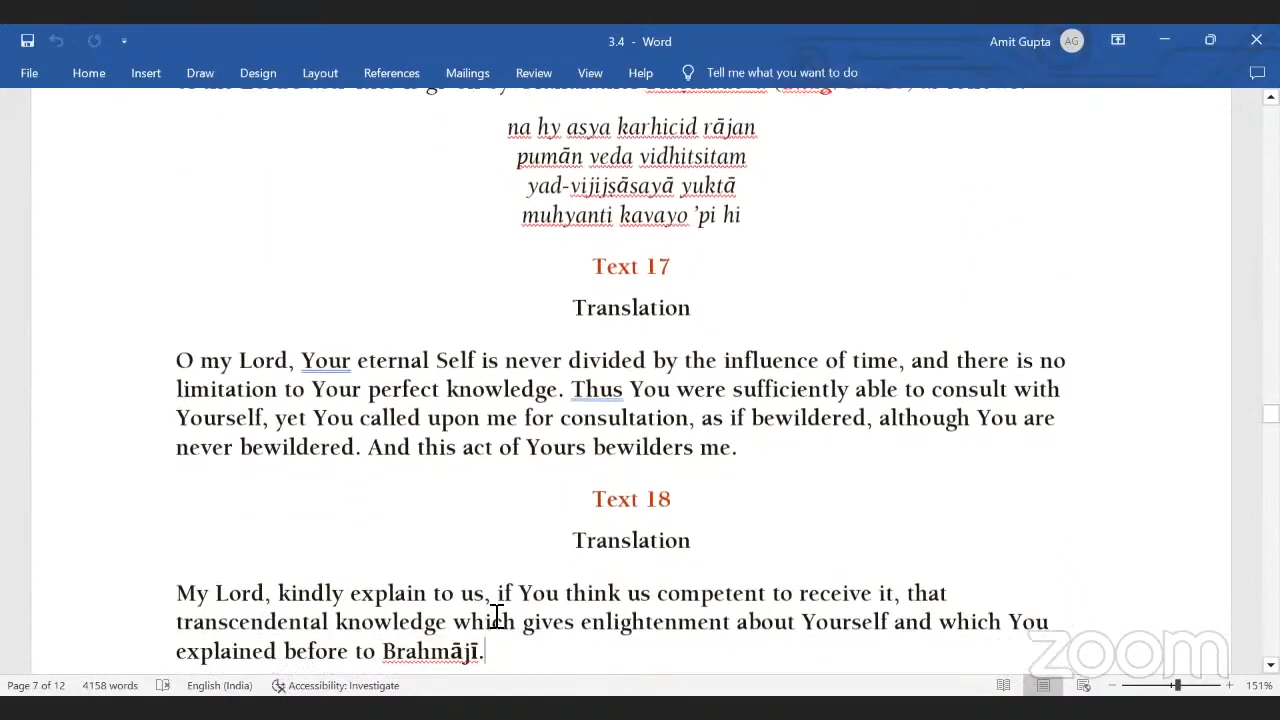 3.4 - Word
Amit Gupta AG
File Home Insert Draw Design Layout References Mailings Review View Help Tell me what you want to do
na hy asya karhicid rājan
pumān veda vidhitsitam
yad-vijijsāsayā yuktā
muhyanti kavayo ’pi hi
Text 17
Translation
O my Lord, Your eternal Self is never divided by the influence of time, and there is no
limitation to Your perfect knowledge. Thus You were sufficiently able to consult with
Yourself, yet You called upon me for consultation, as if bewildered, although You are
never bewildered. And this act of Yours bewilders me.
Text 18
Translation
My Lord, kindly explain to us, if You think us competent to receive it, that
transcendental knowledge which gives enlightenment about Yourself and which You
explained before to Brahmājī.
zoom
Page 7 of 12 4158 words English (India) Accessibility: Investigate 151%